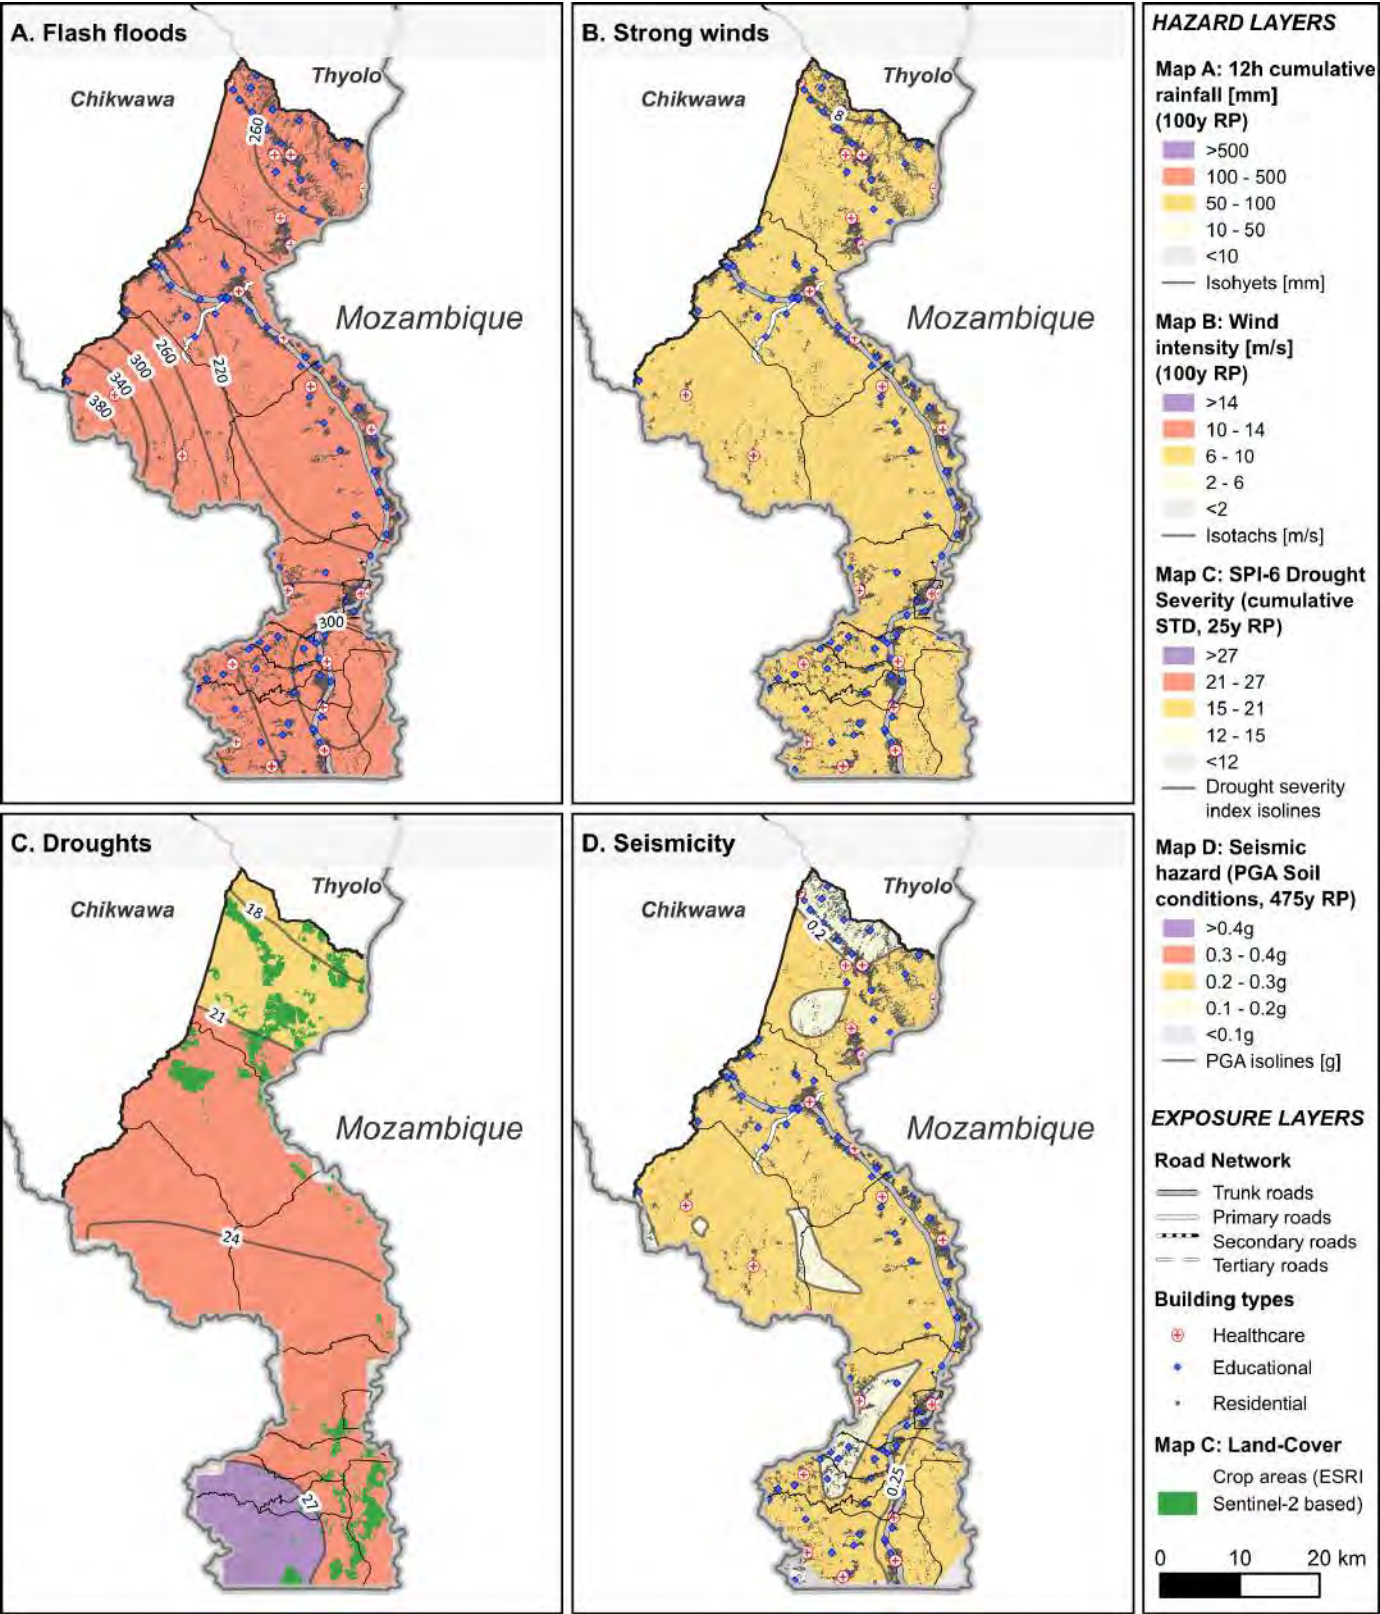 A. Flash floods
Thyolo
Chikwawa
260
Mozambique
260
300
340
380
220
300
B. Strong winds
Thyolo
Chikwawa
8
Mozambique
C. Droughts
Thyolo
Chikwawa
18
21
Mozambique
24
27
D. Seismicity
Thyolo
Chikwawa
0.2
Mozambique
0.25
HAZARD LAYERS
Map A: 12h cumulative
rainfall [mm]
(100y RP)
>500
100 - 500
50 - 100
10 - 50
<10
Isohyets [mm]
Map B: Wind
intensity [m/s]
(100y RP)
>14
10 - 14
6 - 10
2 - 6
<2
Isotachs [m/s]
Map C: SPI-6 Drought
Severity (cumulative
STD, 25y RP)
>27
21 - 27
15 - 21
12 - 15
<12
Drought severity
index isolines
Map D: Seismic
hazard (PGA Soil
conditions, 475y RP)
>0.4g
0.3 - 0.4g
0.2 - 0.3g
0.1 - 0.2g
<0.1g
PGA isolines [g]
EXPOSURE LAYERS
Road Network
Trunk roads
Primary roads
Secondary roads
Tertiary roads
Building types
Healthcare
Educational
Residential
Map C: Land-Cover
Crop areas (ESRI
Sentinel-2 based)
0 10 20 km